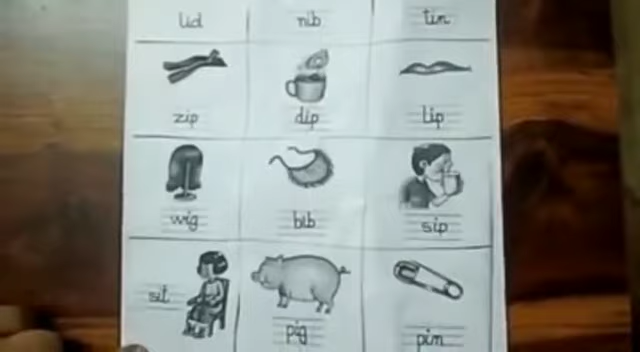 lid nib tin
zip dip lip
wig bib sip
sit
pig pin